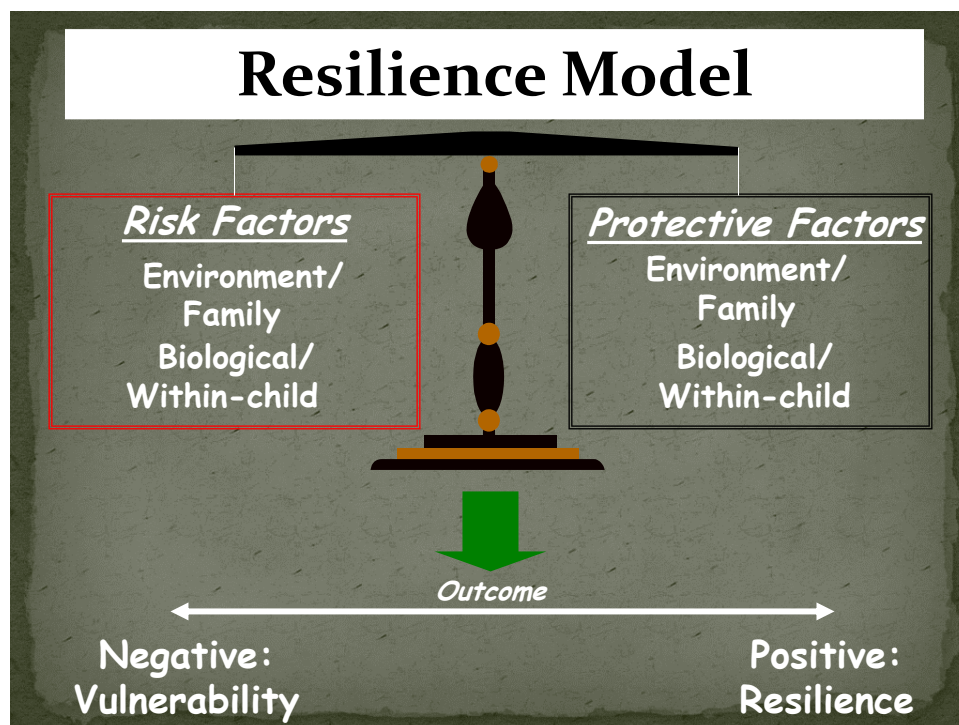 Resilience Model
Risk Factors
Environment/
Family
Biological/
Within-child
Protective Factors
Environment/
Family
Biological/
Within-child
Outcome
Negative:
Vulnerability
Positive:
Resilience